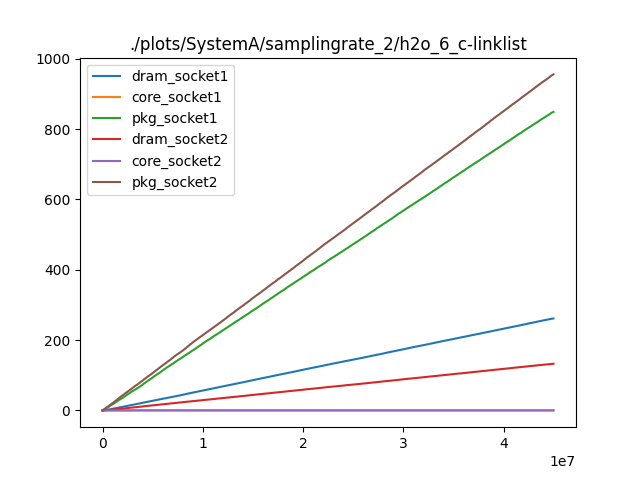 ./plots/SystemA/samplingrate_2/h2o_6_c-linklist
1000
800
600
400
200
0
dram_socket1
core_socket1
pkg_socket1
dram_socket2
core_socket2
pkg_socket2
0 1 2 3 4
1e7